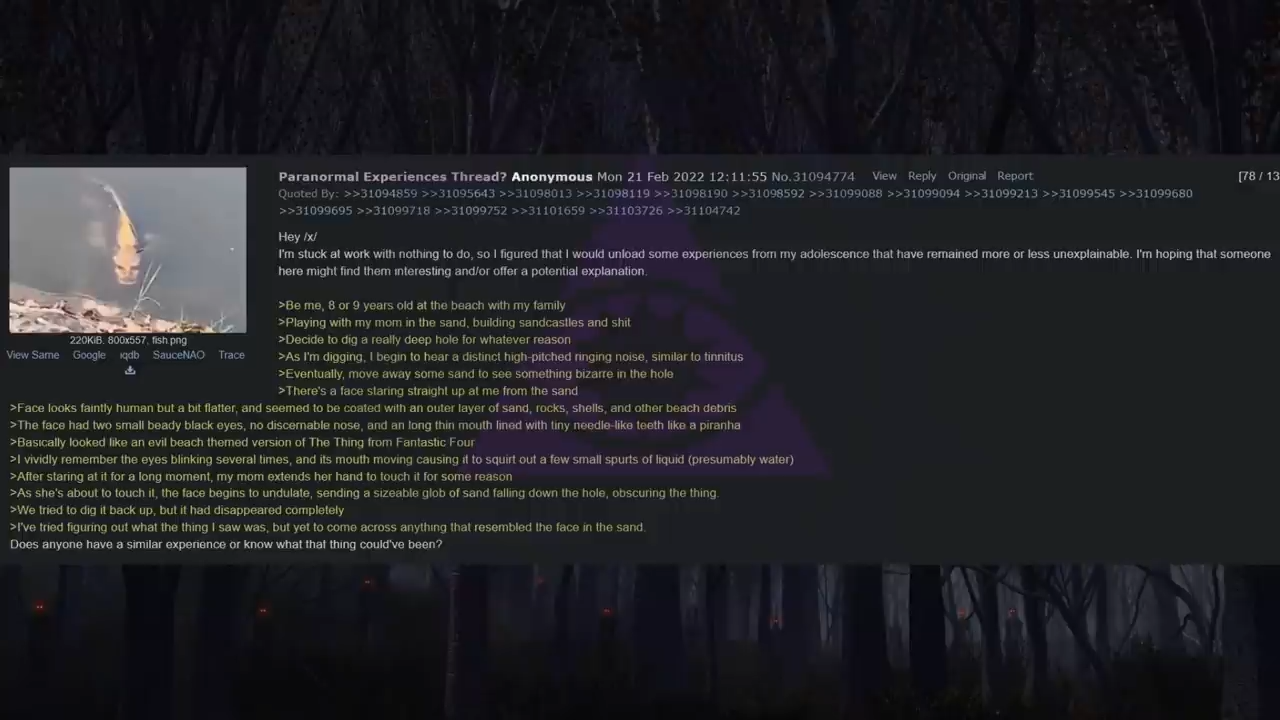 Paranormal Experiences Thread? Anonymous Mon 21 Feb 2022 12:11:55 No.31094774 View Reply Original Report [78 / 13
Quoted By: >>31094859 >>31095643 >>31098013 >>31098119 >>31098190 >>31098592 >>31099088 >>31099094 >>31099213 >>31099545 >>31099680
>>31099695 >>31099718 >>31099752 >>31101659 >>31103726 >>31104742
Hey /x/
I'm stuck at work with nothing to do, so I figured that I would unload some experiences from my adolescence that have remained more or less unexplainable. I'm hoping that someone
here might find them interesting and/or offer a potential explanation.
>Be me, 8 or 9 years old at the beach with my family
>Playing with my mom in the sand, building sandcastles and shit
>Decide to dig a really deep hole for whatever reason
220KiB. 800x557, fish.png
View Same Google iqdb SauceNAO Trace
>As I'm digging, I begin to hear a distinct high-pitched ringing noise, similar to tinnitus
>Eventually, move away some sand to see something bizarre in the hole
>There's a face staring straight up at me from the sand
>Face looks faintly human but a bit flatter, and seemed to be coated with an outer layer of sand, rocks, shells, and other beach debris
>The face had two small beady black eyes, no discernable nose, and an long thin mouth lined with tiny needle-like teeth like a piranha
>Basically looked like an evil beach themed version of The Thing from Fantastic Four
>I vividly remember the eyes blinking several times, and its mouth moving causing it to squirt out a few small spurts of liquid (presumably water)
>After staring at it for a long moment, my mom extends her hand to touch it for some reason
>As she's about to touch it, the face begins to undulate, sending a sizeable glob of sand falling down the hole, obscuring the thing.
>We tried to dig it back up, but it had disappeared completely
>I've tried figuring out what the thing I saw was, but yet to come across anything that resembled the face in the sand.
Does anyone have a similar experience or know what that thing could've been?